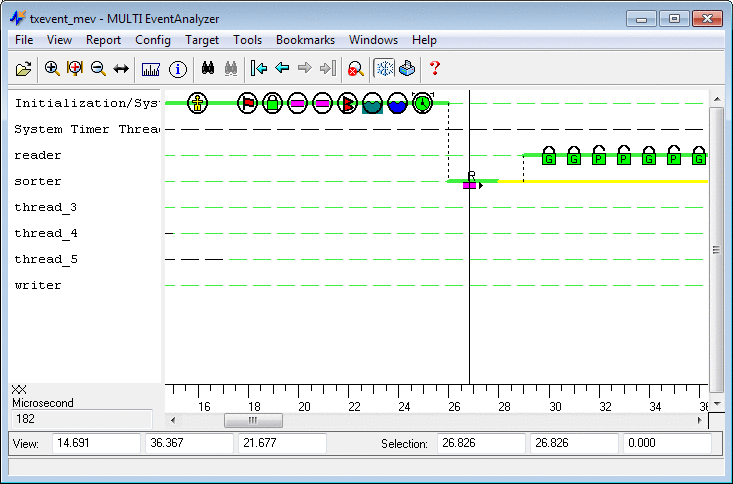 txevent_mev - MULTI EventAnalyzer
File View Report Config Target Tools Bookmarks Windows Help
Initialization/Sys
System Timer Threa
reader
G G P P G P G
sorter
R
thread_3
thread_4
thread_5
writer
XX
Microsecond
182
16 18 20 22 24 26 28 30 32 34 36
View: 14.691 36.367 21.677 Selection: 26.826 26.826 0.000